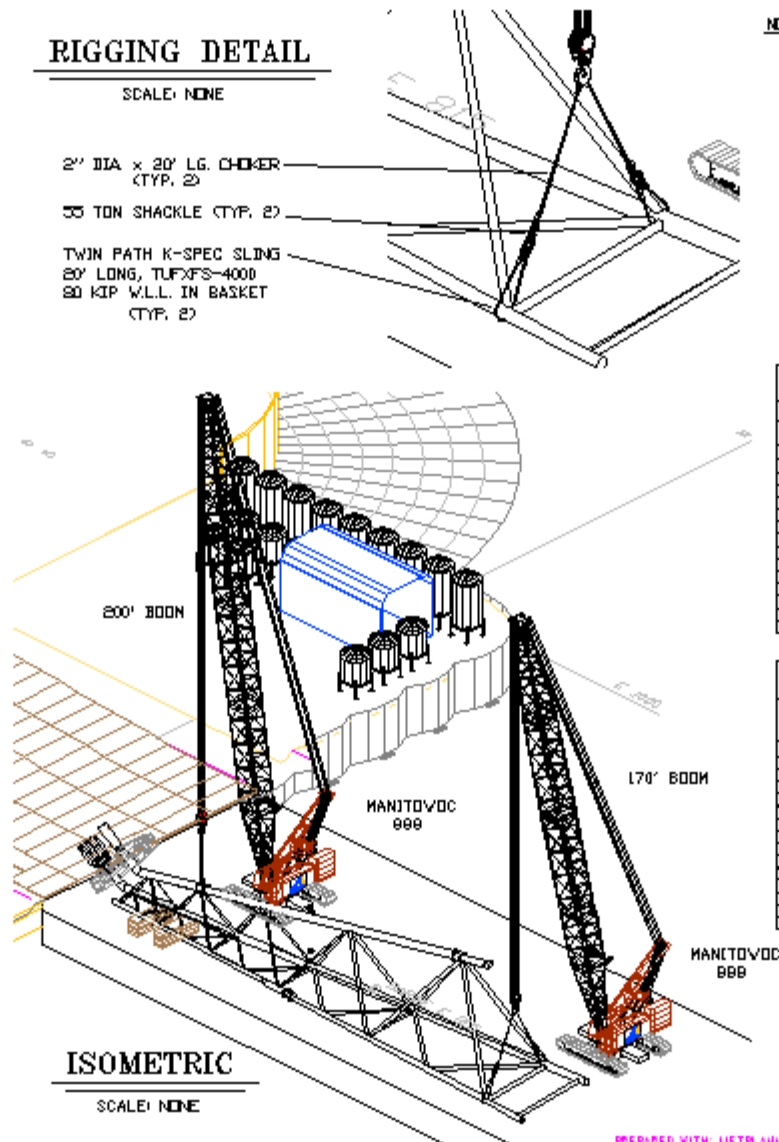 RIGGING DETAIL
SCALE: NONE
2" DIA x 20' LG. CHOKER
(TYP. 2)
55 TON SHACKLE (TYP. 2)
TWIN PATH K-SPEC SLING
20' LONG, TUFXFS-4000
80 KIP W.L.L. IN BASKET
(TYP. 2)
200' BOOM
170' BOOM
MANITOWOC
999
MANITOWOC
999
ISOMETRIC
SCALE: NONE
PREPARED WITH: